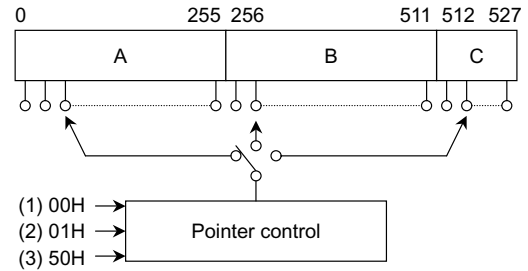 0 255 256 511 512 527
A B C
(1) 00H
(2) 01H Pointer control
(3) 50H